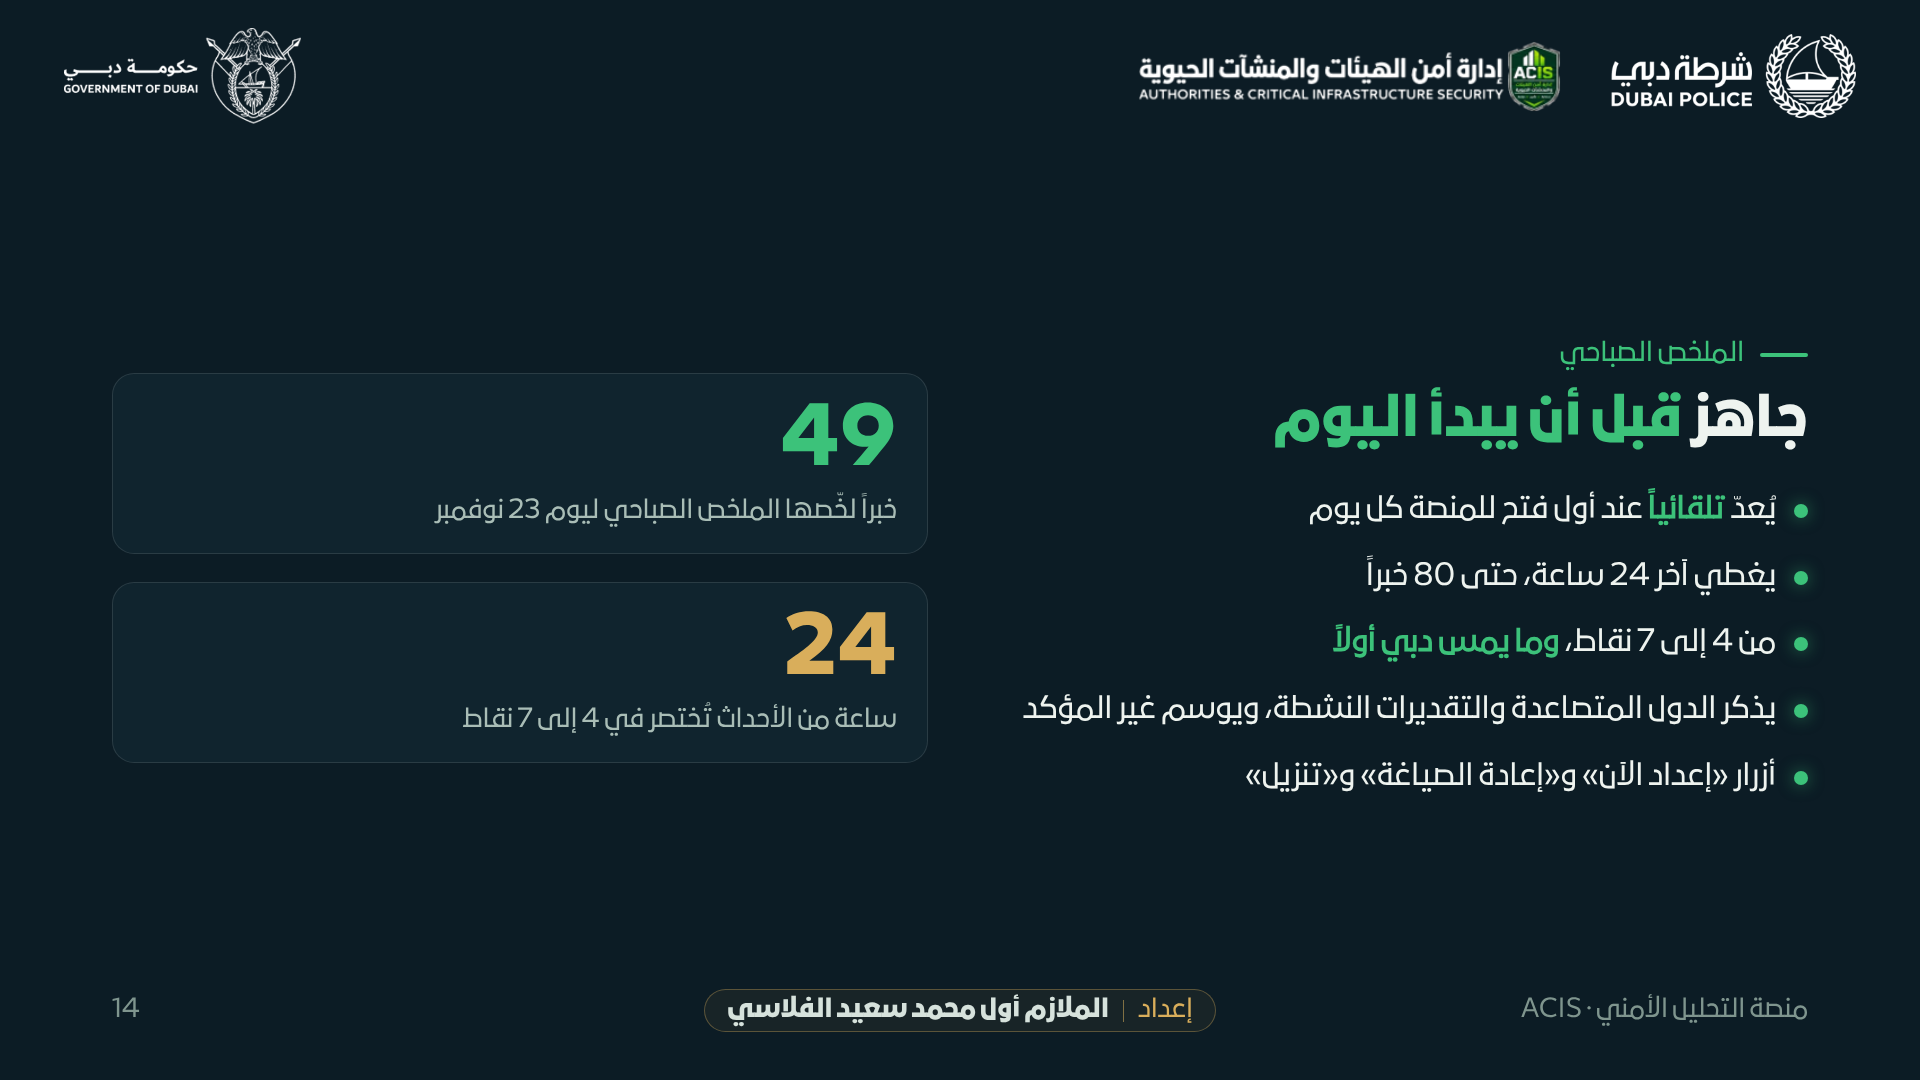 شرطة دبي
DUBAI POLICE
إدارة أمن الهيئات والمنشآت الحيوية
AUTHORITIES & CRITICAL INFRASTRUCTURE SECURITY
ACIS
حكومة دبي
GOVERNMENT OF DUBAI
الملخص الصباحي
جاهز قبل أن يبدأ اليوم
يُعدّ تلقائياً عند أول فتح للمنصة كل يوم
يغطي آخر 24 ساعة، حتى 80 خبراً
من 4 إلى 7 نقاط، وما يمس دبي أولاً
يذكر الدول المتصاعدة والتقديرات النشطة، ويوسم غير المؤكد
أزرار «إعداد الآن» و«إعادة الصياغة» و«تنزيل»
49
خبراً لخّصها الملخص الصباحي ليوم 23 نوفمبر
24
ساعة من الأحداث تُختصر في 4 إلى 7 نقاط
منصة التحليل الأمني · ACIS
إعداد | الملازم أول محمد سعيد الفلاسي
14